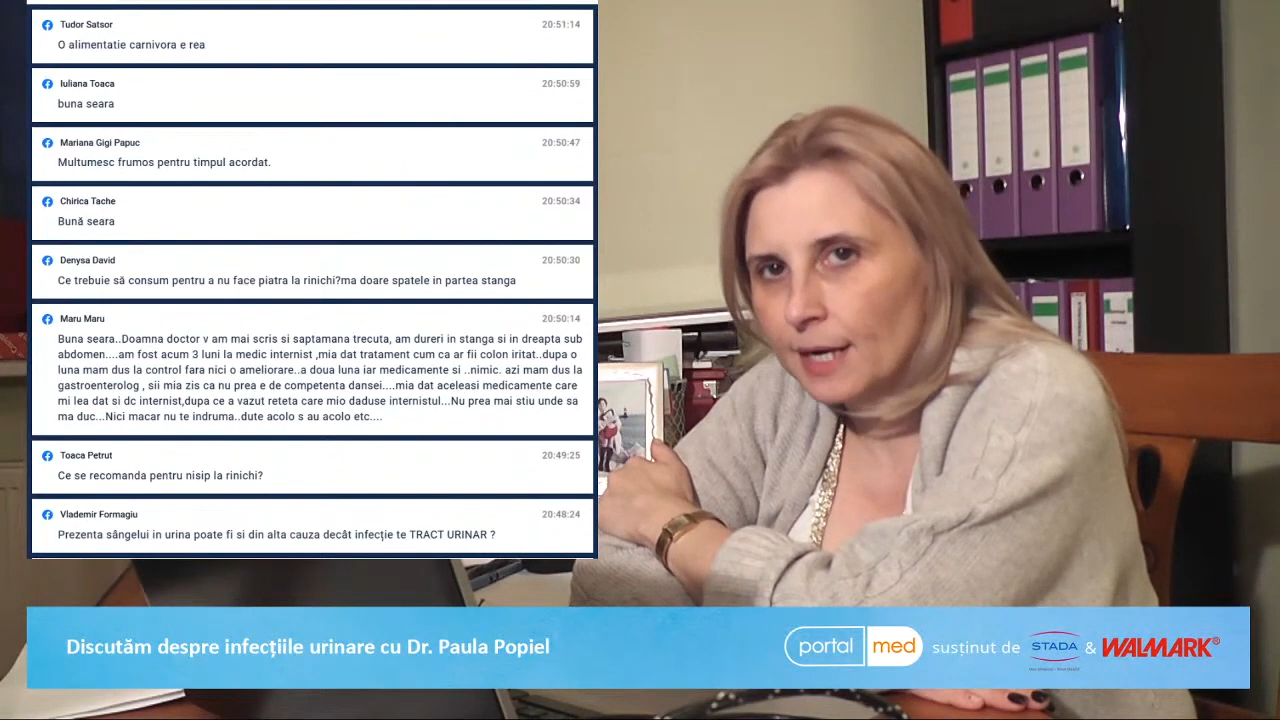 Tudor Satsor 20:51:14
O alimentatie carnivora e rea
Iuliana Toaca 20:50:59
buna seara
Mariana Gigi Papuc 20:50:47
Multumesc frumos pentru timpul acordat.
Chirica Tache 20:50:34
Bună seara
Denysa David 20:50:30
Ce trebuie să consum pentru a nu face piatra la rinichi?ma doare spatele in partea stanga
Maru Maru 20:50:14
Buna seara..Doamna doctor v am mai scris si saptamana trecuta, am dureri in stanga si in dreapta sub
abdomen....am fost acum 3 luni la medic internist ,mia dat tratament cum ca ar fii colon iritat..dupa o
luna mam dus la control fara nici o ameliorare..a doua luna iar medicamente si ..nimic. azi mam dus la
gastroenterolog , sii mia zis ca nu prea e de competenta dansei....mia dat aceleasi medicamente care
mi lea dat si dc internist,dupa ce a vazut reteta care mio daduse internistul...Nu prea mai stiu unde sa
ma duc...Nici macar nu te indruma..dute acolo s au acolo etc....
Toaca Petrut 20:49:25
Ce se recomanda pentru nisip la rinichi?
Vlademir Formagiu 20:48:24
Prezenta sângelui in urina poate fi si din alta cauza decât infecție te TRACT URINAR ?
Discutăm despre infecțiile urinare cu Dr. Paula Popiel
portal med susținut de STADA & WALMARK®